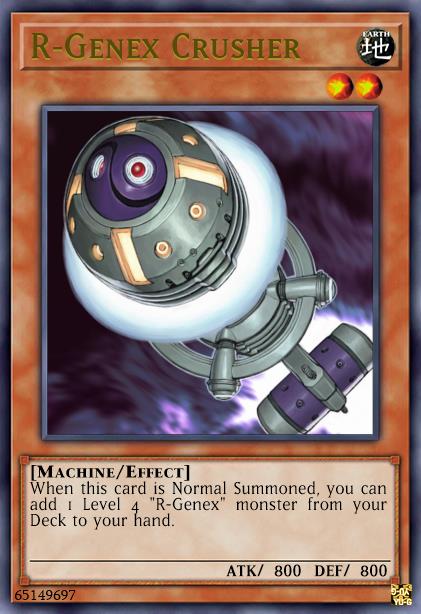 R-Genex Crusher
EARTH
地
[Machine/Effect]
When this card is Normal Summoned, you can
add 1 Level 4 "R-Genex" monster from your
Deck to your hand.
ATK/ 800 DEF/ 800
65149697